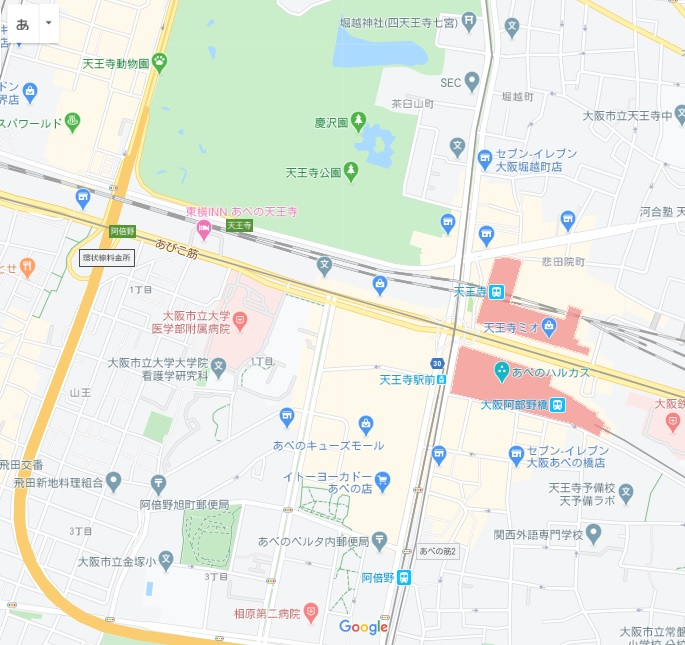 あ
堀越神社(四天王寺七宮)
天王寺動物園
SEC
堀越町
茶臼山町
大阪市立天王寺中
慶沢園
スパワールド
セブン-イレブン
大阪堀越町店
天王寺公園
東横INN あべの天王寺
天王寺
河合塾 天
阿倍野
あびこ筋
環状線料金所
悲田院町
1丁目
天王寺
天王寺ミオ
大阪市立大学
医学部附属病院
30
大阪市立大学大学院
看護学研究科
1丁目
天王寺駅前
あべのハルカス
山王
大阪阿部野橋
大阪鉄
あべのキューズモール
セブン-イレブン
大阪あべの橋店
飛田交番
飛田新地料理組合
イトーヨーカドー
あべの店
天王寺予備校
天予備ラボ
阿倍野旭町郵便局
3丁目
関西外語専門学校
あべのベルタ内郵便局
あべの筋2
大阪市立金塚小
3丁目
阿倍野
相原第二病院
Google
大阪市立常盤
小学校 分校